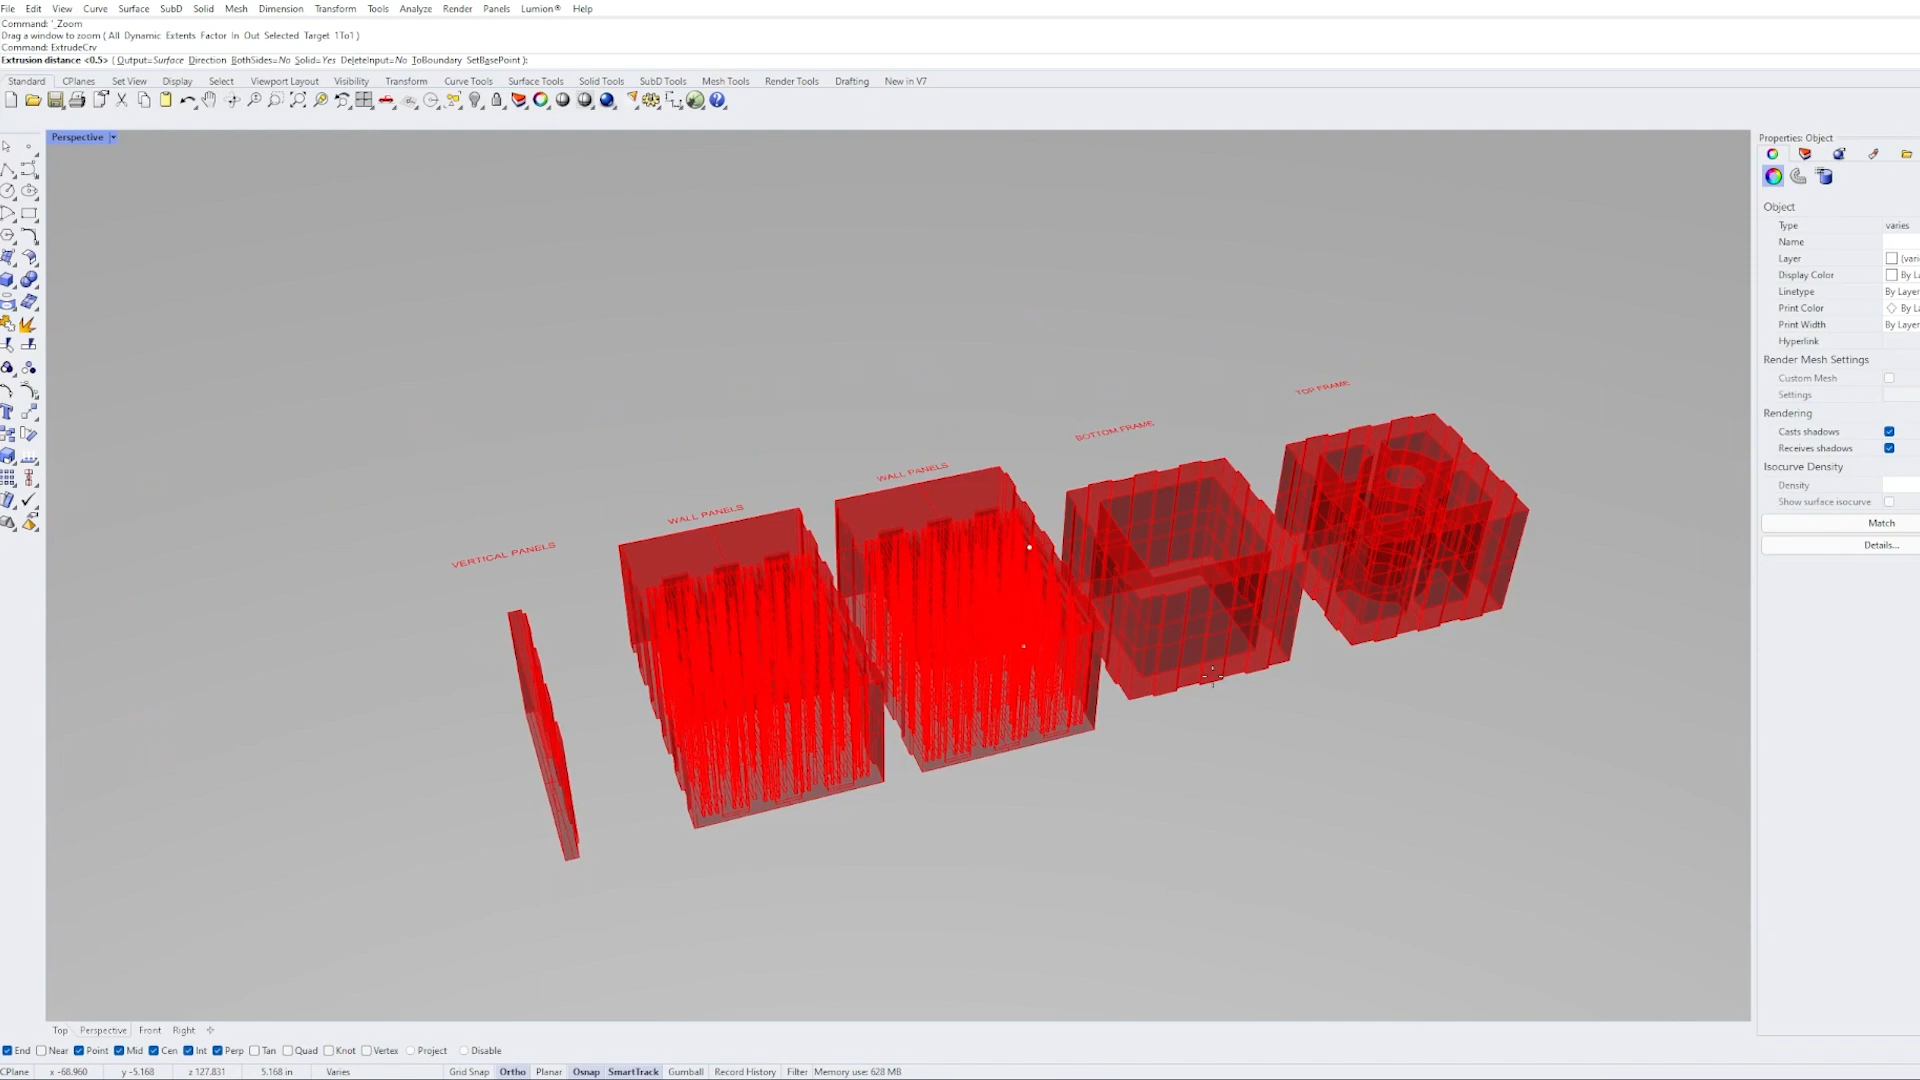 File Edit View Curve Surface SubD Solid Mesh Dimension Transform Tools Analyze Render Panels Lumion® Help
Command: '_Zoom
Drag a window to zoom ( All Dynamic Extents Factor In Out Selected Target 1To1 )
Command: ExtrudeCrv
Extrusion distance <0.5> ( Output=Surface Direction BothSides=No Solid=Yes DeleteInput=No ToBoundary SetBasePoint ):
Standard CPlanes Set View Display Select Viewport Layout Visibility Transform Curve Tools Surface Tools Solid Tools SubD Tools Mesh Tools Render Tools Drafting New in V7
Perspective
Properties: Object
Object
Type varies
Name
Layer (vari
Display Color By La
Linetype By Layer
Print Color By La
Print Width By Layer
Hyperlink
Render Mesh Settings
Custom Mesh
Settings
Rendering
Casts shadows
Receives shadows
Isocurve Density
Density
Show surface isocurve
Match
Details...
TOP FRAME
BOTTOM FRAME
WALL PANELS
WALL PANELS
VERTICAL PANELS
Top Perspective Front Right
End Near Point Mid Cen Int Perp Tan Quad Knot Vertex Project Disable
CPlane x -68.960 y -5.168 z 127.831 5.168 in Varies Grid Snap Ortho Planar Osnap SmartTrack Gumball Record History Filter Memory use: 628 MB